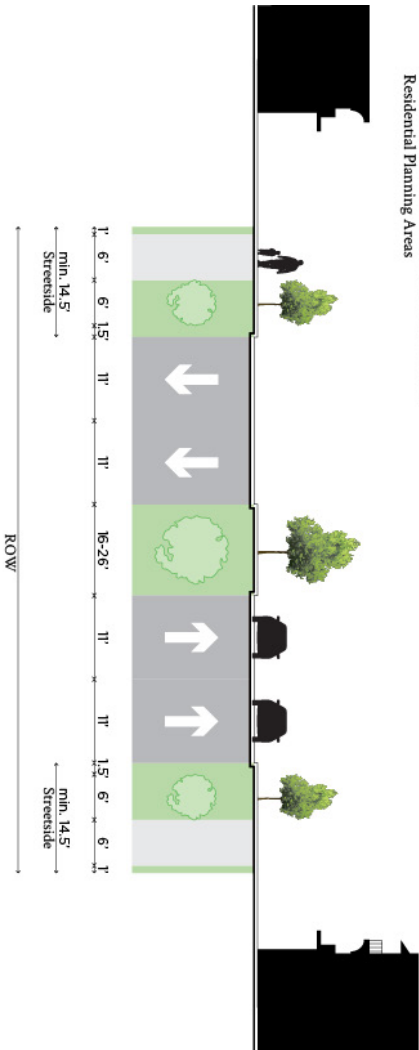 Residential Planning Areas
1' 6' 6' 1.5' 11' 11' 16-26' 11' 11' 1.5' 6' 6' 1'
min. 14.5' min. 14.5'
Streetside Streetside
ROW